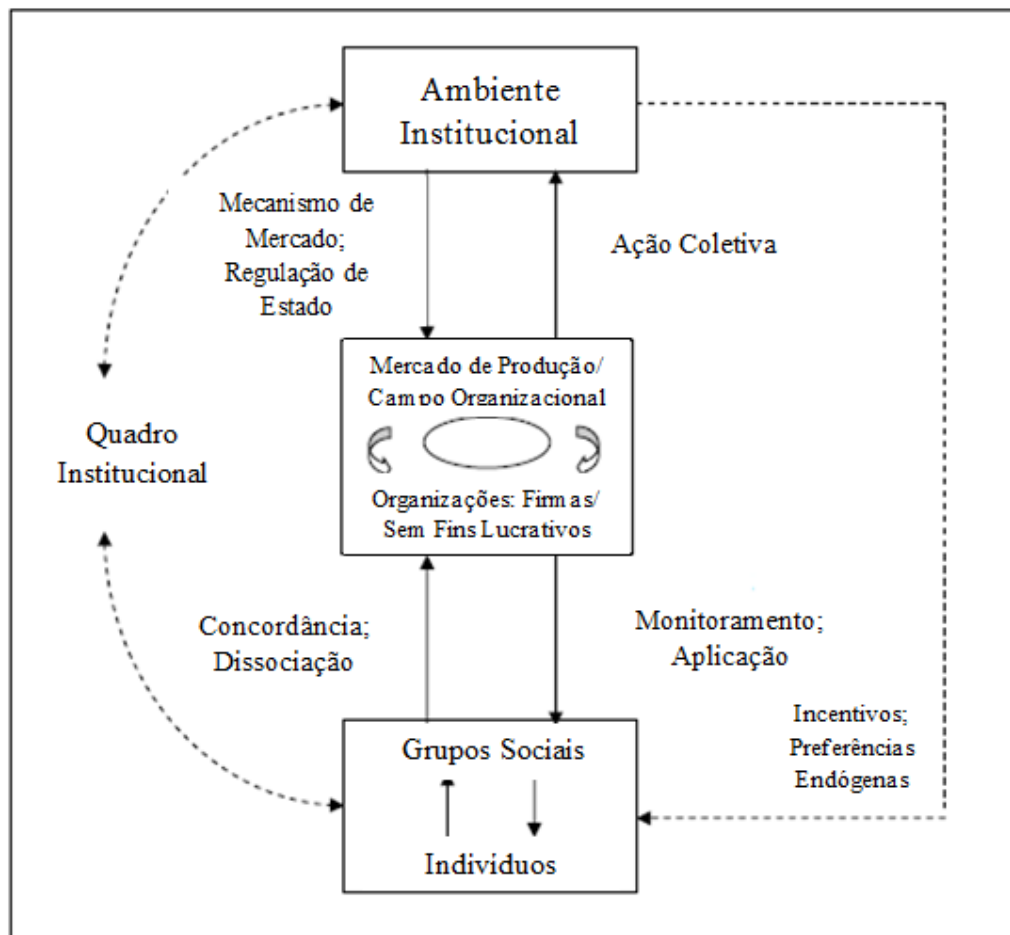 Ambiente
Institucional
Mecanismo de
Mercado;
Regulação de
Estado
Ação Coletiva
Mercado de Produção/
Campo Organizacional
Quadro
Institucional
Organizações: Firmas/
Sem Fins Lucrativos
Concordância;
Dissociação
Monitoramento;
Aplicação
Incentivos;
Preferências
Endógenas
Grupos Sociais
Indivíduos